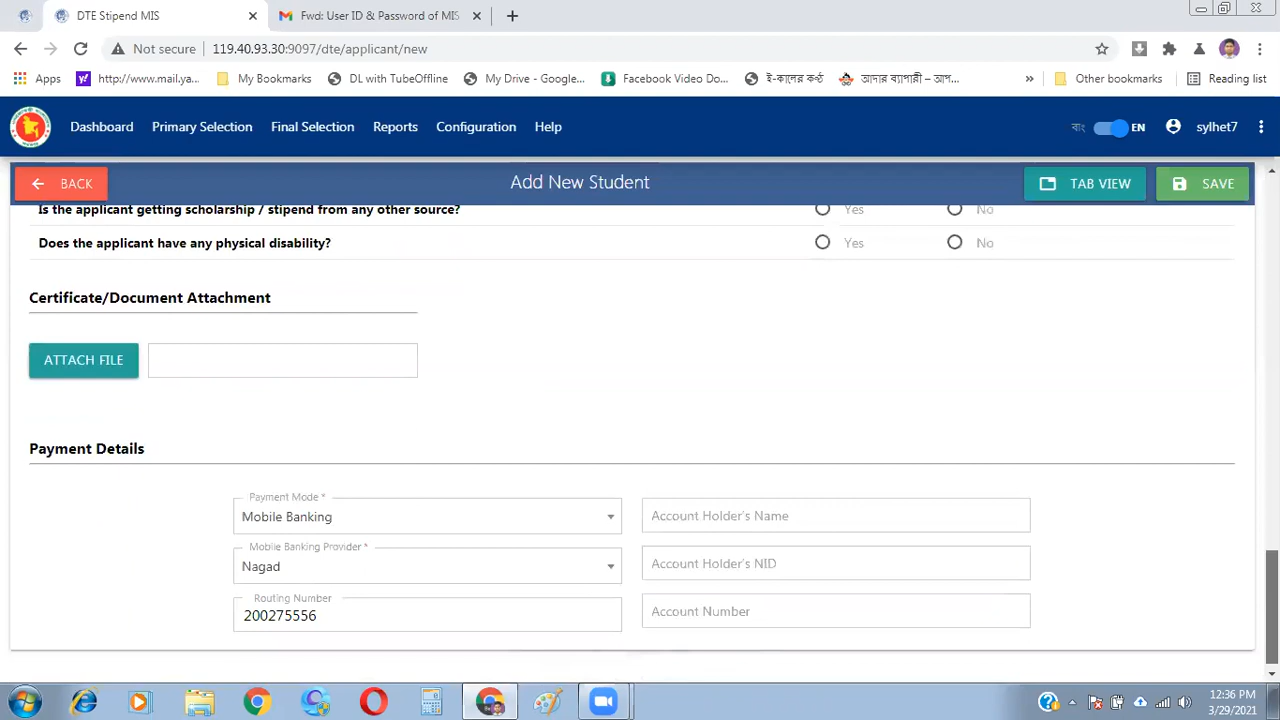 DTE Stipend MIS
Fwd: User ID & Password of MIS
Not secure
119.40.93.30:9097/dte/applicant/new
Apps
http://www.mail.ya...
My Bookmarks
DL with TubeOffline
My Drive - Google...
Facebook Video Do...
ই-কালের কণ্ঠ
আদার ব্যাপারী – আপ...
»
Other bookmarks
Reading list
Dashboard
Primary Selection
Final Selection
Reports
Configuration
Help
বাং
EN
sylhet7
BACK
Add New Student
TAB VIEW
SAVE
Is the applicant getting scholarship / stipend from any other source?
Yes
No
Does the applicant have any physical disability?
Yes
No
Certificate/Document Attachment
ATTACH FILE
Payment Details
Payment Mode *
Mobile Banking
Account Holder's Name
Mobile Banking Provider *
Nagad
Account Holder's NID
Routing Number
200275556
Account Number
12:36 PM
3/29/2021